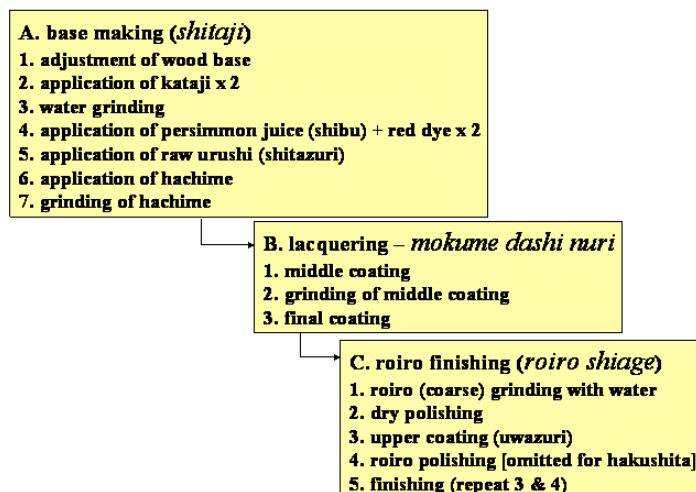 A. base making (shitaji)
1. adjustment of wood base
2. application of kataji x 2
3. water grinding
4. application of persimmon juice (shibu) + red dye x 2
5. application of raw urushi (shitazuri)
6. application of hachime
7. grinding of hachime
B. lacquering – mokume dashi nuri
1. middle coating
2. grinding of middle coating
3. final coating
C. roiro finishing (roiro shiage)
1. roiro (coarse) grinding with water
2. dry polishing
3. upper coating (uwazuri)
4. roiro polishing [omitted for hakushita]
5. finishing (repeat 3 & 4)